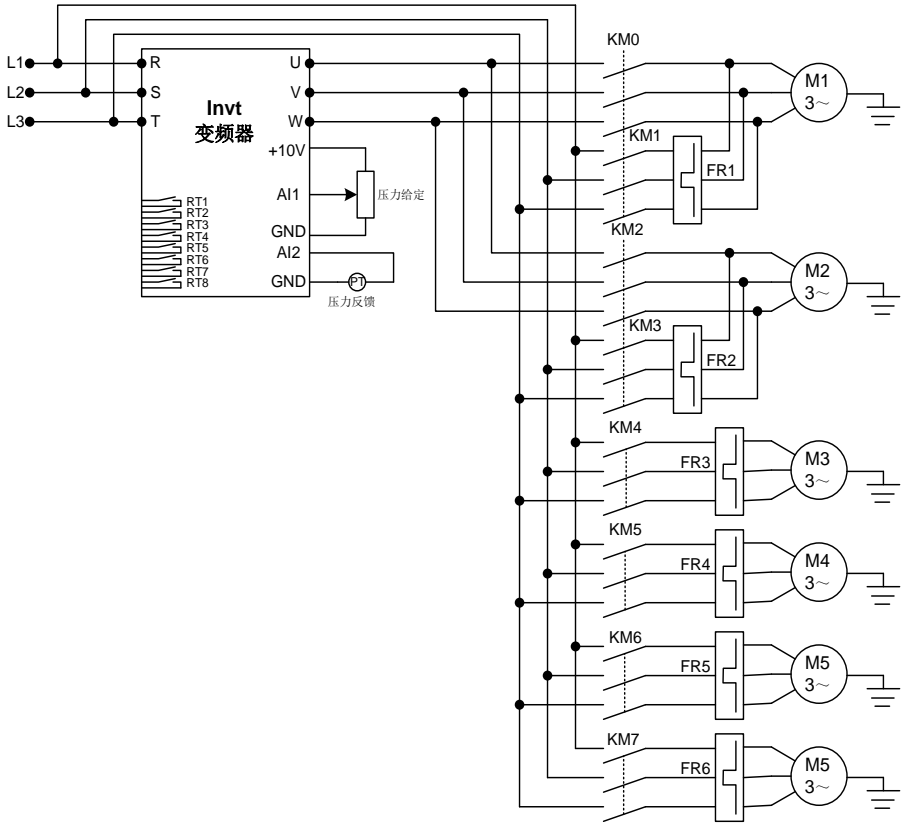 KM0
L1
R
U
M1
3～
L2
S
V
Invt
变频器
L3
T
W
KM1
+10V
FR1
AI1
压力给定
RT1
RT2
RT3
RT4
RT5
RT6
RT7
RT8
GND
KM2
AI2
M2
3～
GND
PT
压力反馈
KM3
FR2
KM4
FR3
M3
3～
KM5
FR4
M4
3～
KM6
FR5
M5
3～
KM7
FR6
M5
3～